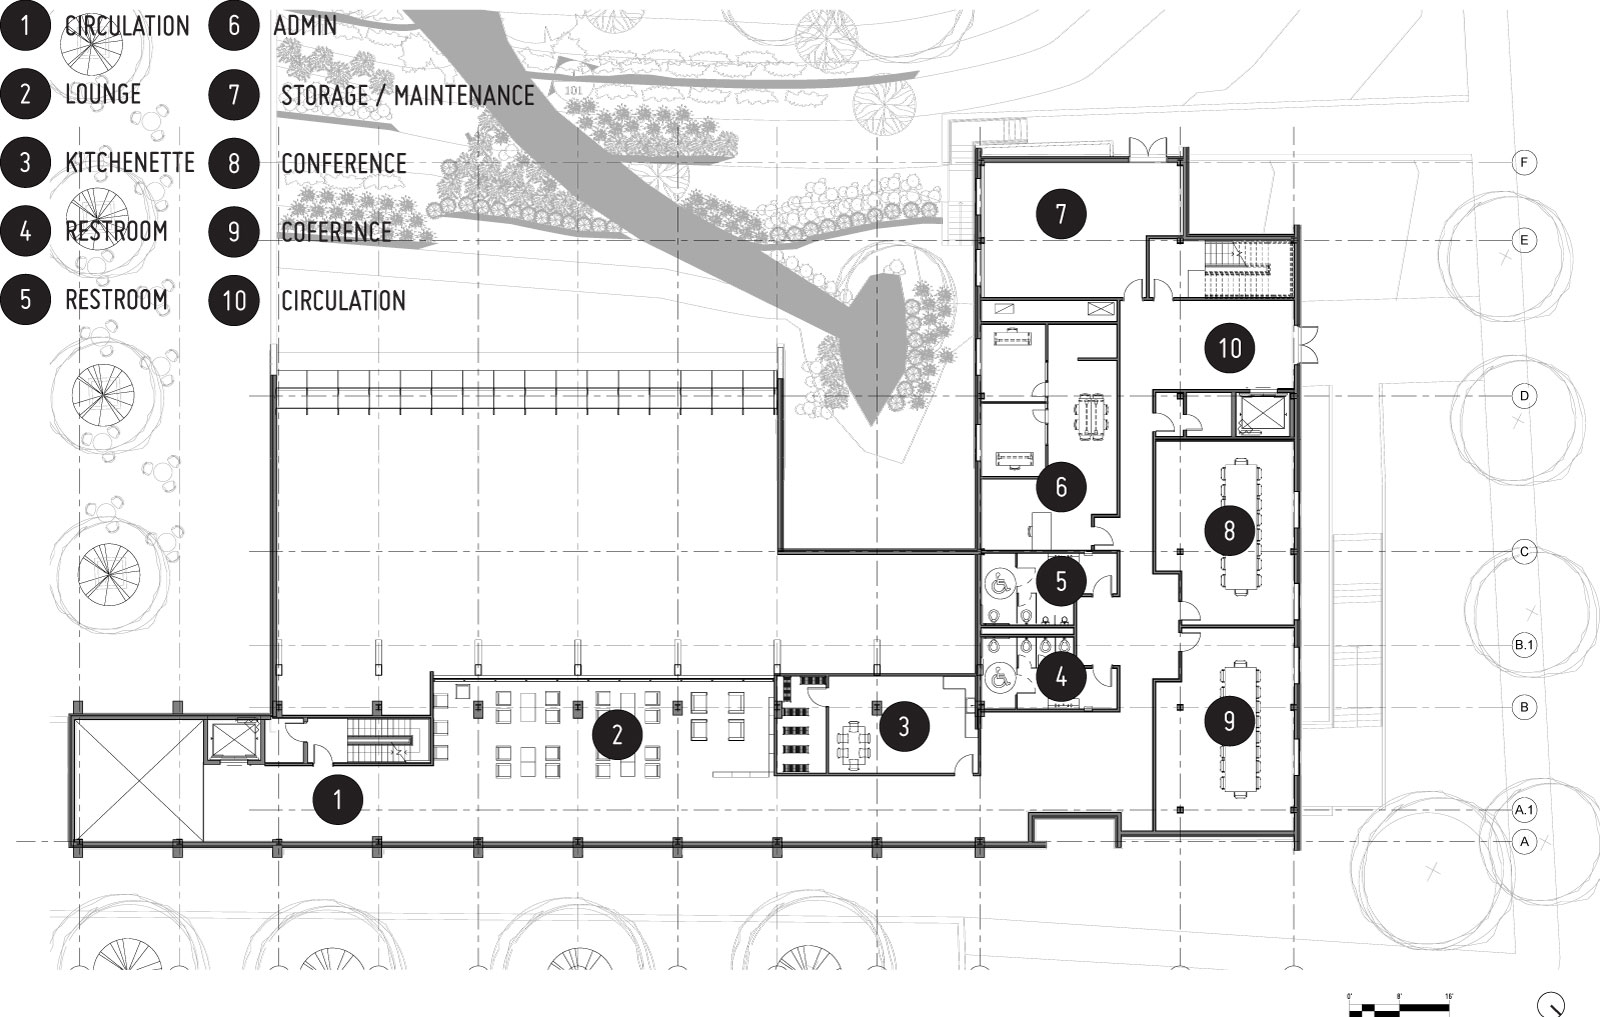 1 CIRCULATION 6 ADMIN
2 LOUNGE 7 STORAGE / MAINTENANCE
3 KITCHENETTE 8 CONFERENCE
4 RESTROOM 9 COFERENCE
5 RESTROOM 10 CIRCULATION
101
F
7
E
10
D
6
8
C
5
B.1
4
B
9
3
2
1
A.1
A
0' 8' 16'